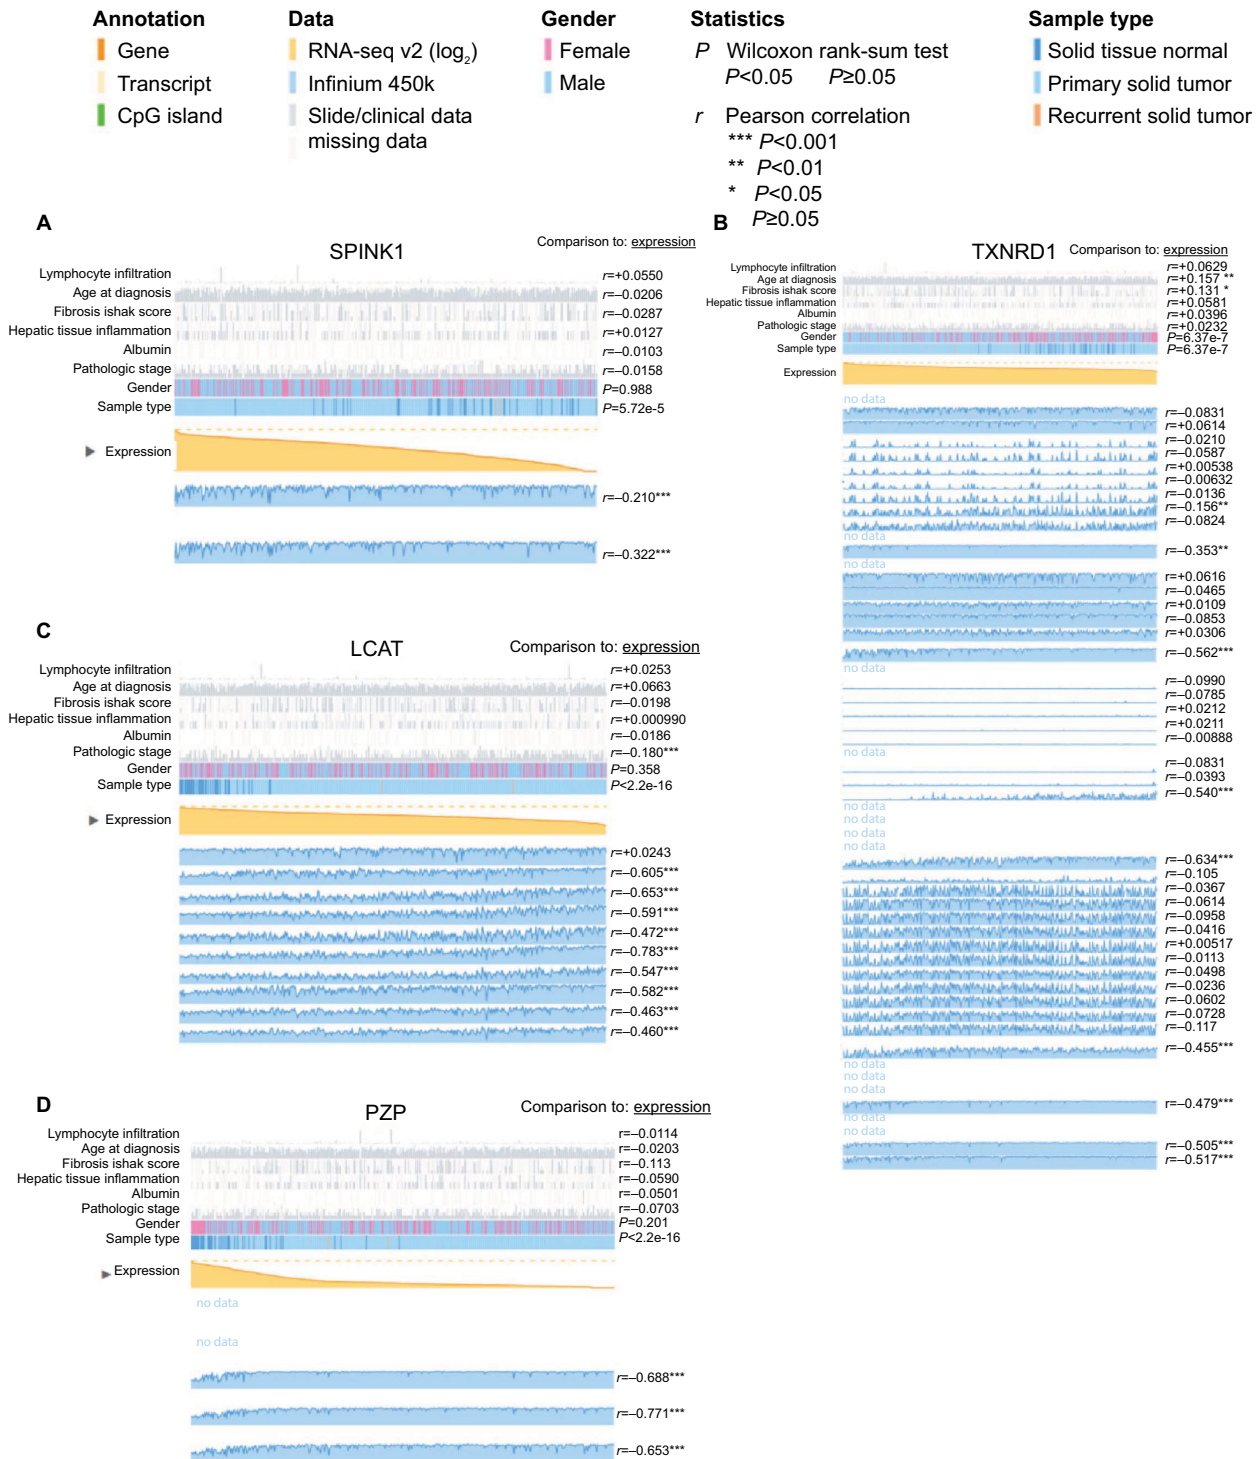 Annotation
Gene
Transcript
CpG island
Data
RNA-seq v2 (log2)
Infinium 450k
Slide/clinical data
missing data
Gender
Female
Male
Statistics
P Wilcoxon rank-sum test
P<0.05 P≥0.05
r Pearson correlation
*** P<0.001
** P<0.01
* P<0.05
P≥0.05
Sample type
Solid tissue normal
Primary solid tumor
Recurrent solid tumor
A
SPINK1
Comparison to: expression
Lymphocyte infiltration r=+0.0550
Age at diagnosis r=–0.0206
Fibrosis ishak score r=–0.0287
Hepatic tissue inflammation r=+0.0127
Albumin r=–0.0103
Pathologic stage r=–0.0158
Gender P=0.988
Sample type P=5.72e-5
Expression
r=–0.210***
r=–0.322***
B
TXNRD1
Comparison to: expression
Lymphocyte infiltration r=+0.0629
Age at diagnosis r=+0.157 **
Fibrosis ishak score r=+0.131 *
Hepatic tissue inflammation r=+0.0581
Albumin r=+0.0396
Pathologic stage r=+0.0232
Gender P=6.37e-7
Sample type P=6.37e-7
Expression
no data
r=–0.0831
r=+0.0614
r=–0.0210
r=–0.0587
r=+0.00538
r=–0.00632
r=–0.0136
r=–0.156**
r=–0.0824
no data
r=–0.353**
no data
r=+0.0616
r=–0.0465
r=+0.0109
r=–0.0853
r=+0.0306
r=–0.562***
no data
r=–0.0990
r=–0.0785
r=+0.0212
r=+0.0211
r=–0.00888
no data
r=–0.0831
r=–0.0393
r=–0.540***
no data
no data
no data
no data
r=–0.634***
r=–0.105
r=–0.0367
r=–0.0614
r=–0.0958
r=–0.0416
r=+0.00517
r=–0.0113
r=–0.0498
r=–0.0236
r=–0.0602
r=–0.0728
r=–0.117
r=–0.455***
no data
no data
no data
r=–0.479***
no data
no data
r=–0.505***
r=–0.517***
C
LCAT
Comparison to: expression
Lymphocyte infiltration r=+0.0253
Age at diagnosis r=+0.0663
Fibrosis ishak score r=–0.0198
Hepatic tissue inflammation r=+0.000990
Albumin r=–0.0186
Pathologic stage r=–0.180***
Gender P=0.358
Sample type P<2.2e-16
Expression
r=+0.0243
r=–0.605***
r=–0.653***
r=–0.591***
r=–0.472***
r=–0.783***
r=–0.547***
r=–0.582***
r=–0.463***
r=–0.460***
D
PZP
Comparison to: expression
Lymphocyte infiltration r=–0.0114
Age at diagnosis r=–0.0203
Fibrosis ishak score r=–0.113
Hepatic tissue inflammation r=–0.0590
Albumin r=–0.0501
Pathologic stage r=–0.0703
Gender P=0.201
Sample type P<2.2e-16
Expression
no data
no data
r=–0.688***
r=–0.771***
r=–0.653***